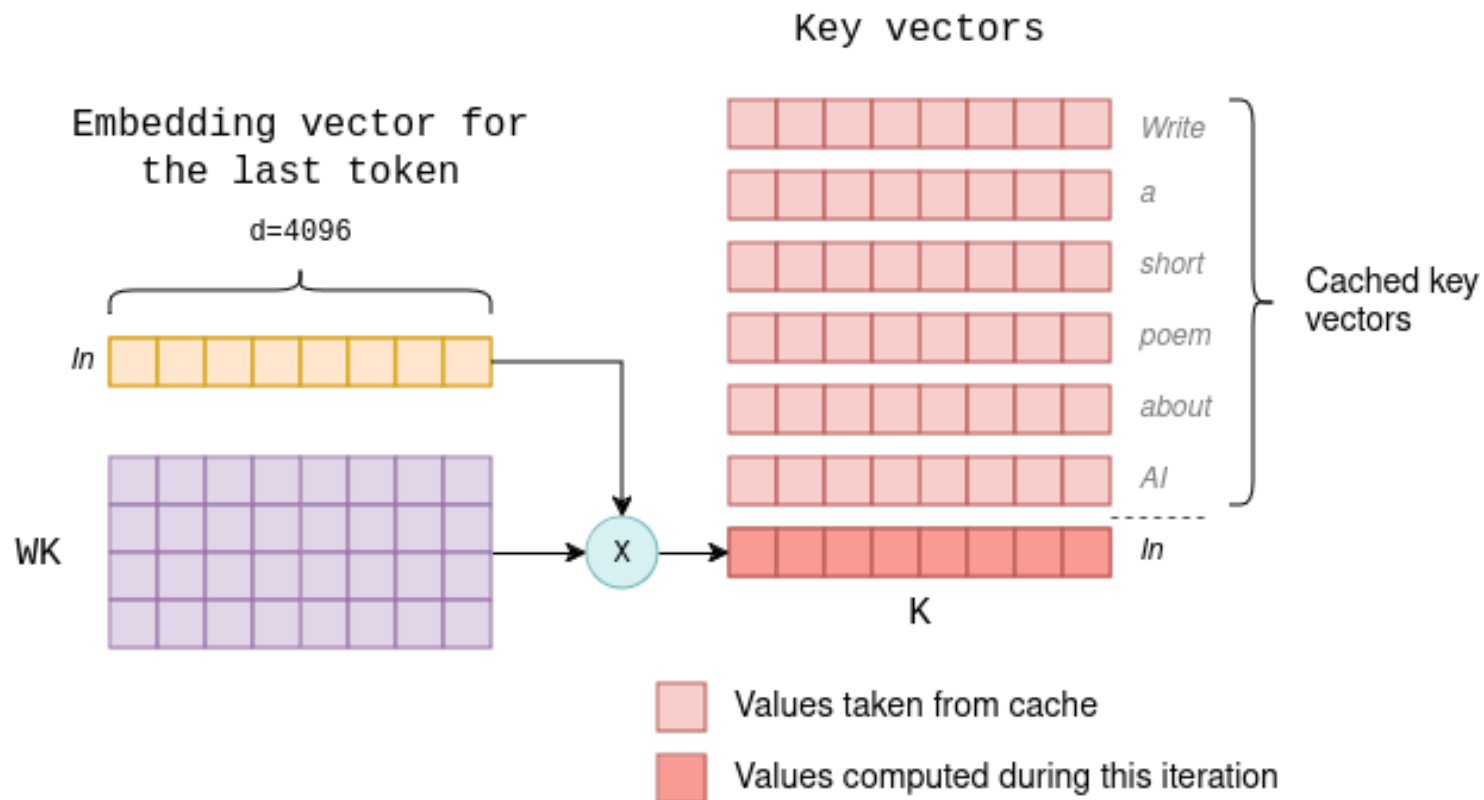 Key vectors
Embedding vector for
the last token
d=4096
In
WK
X
Write
a
short
poem
about
AI
In
K
Cached key
vectors
Values taken from cache
Values computed during this iteration